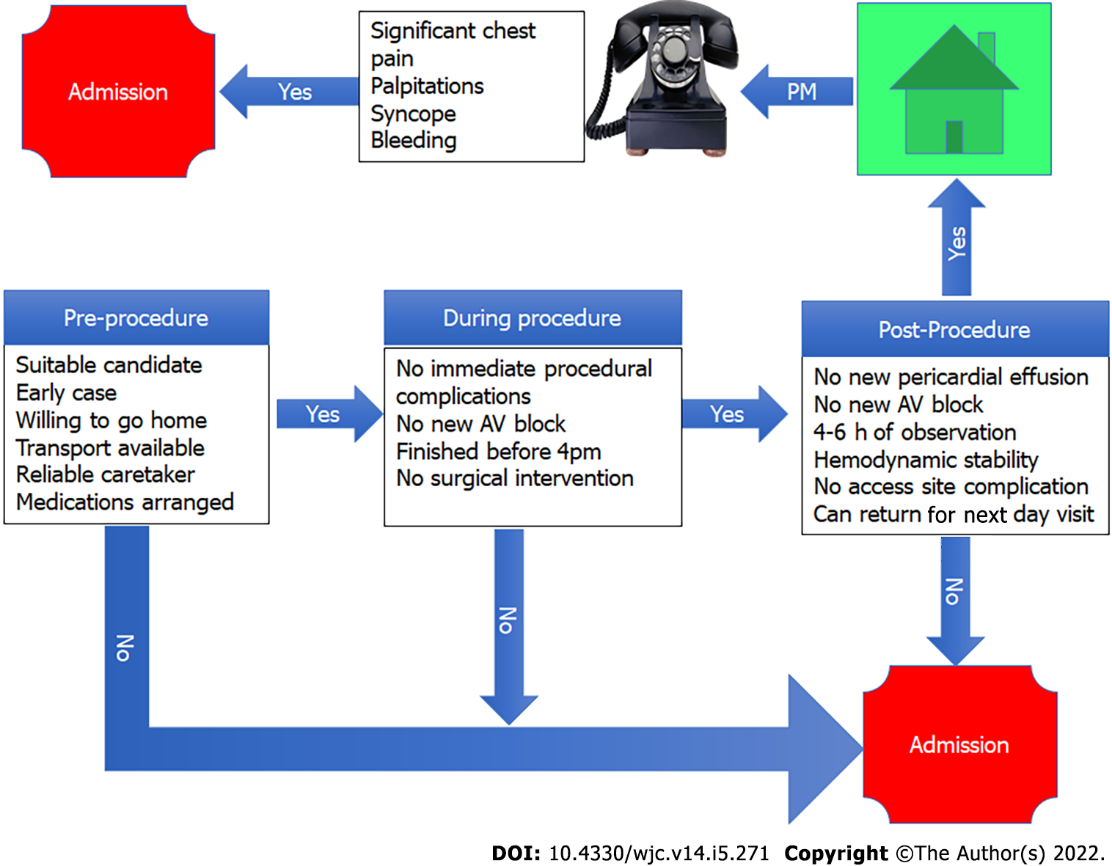 Admission
Yes
Significant chest
pain
Palpitations
Syncope
Bleeding
PM
Yes
Pre-procedure
Suitable candidate
Early case
Willing to go home
Transport available
Reliable caretaker
Medications arranged
Yes
During procedure
No immediate procedural
complications
No new AV block
Finished before 4pm
No surgical intervention
Yes
Post-Procedure
No new pericardial effusion
No new AV block
4-6 h of observation
Hemodynamic stability
No access site complication
Can return for next day visit
No
No
No
Admission
DOI: 10.4330/wjc.v14.i5.271 Copyright ©The Author(s) 2022.